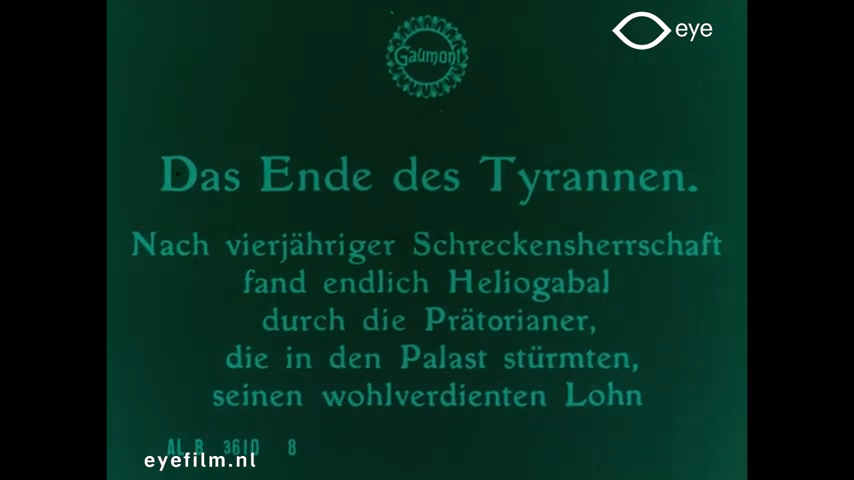 Gaumont
eye
Das Ende des Tyrannen.
Nach vierjähriger Schreckensherrschaft
fand endlich Heliogabal
durch die Prätorianer,
die in den Palast stürmten,
seinen wohlverdienten Lohn
AL.R 3610 8
eyefilm.nl